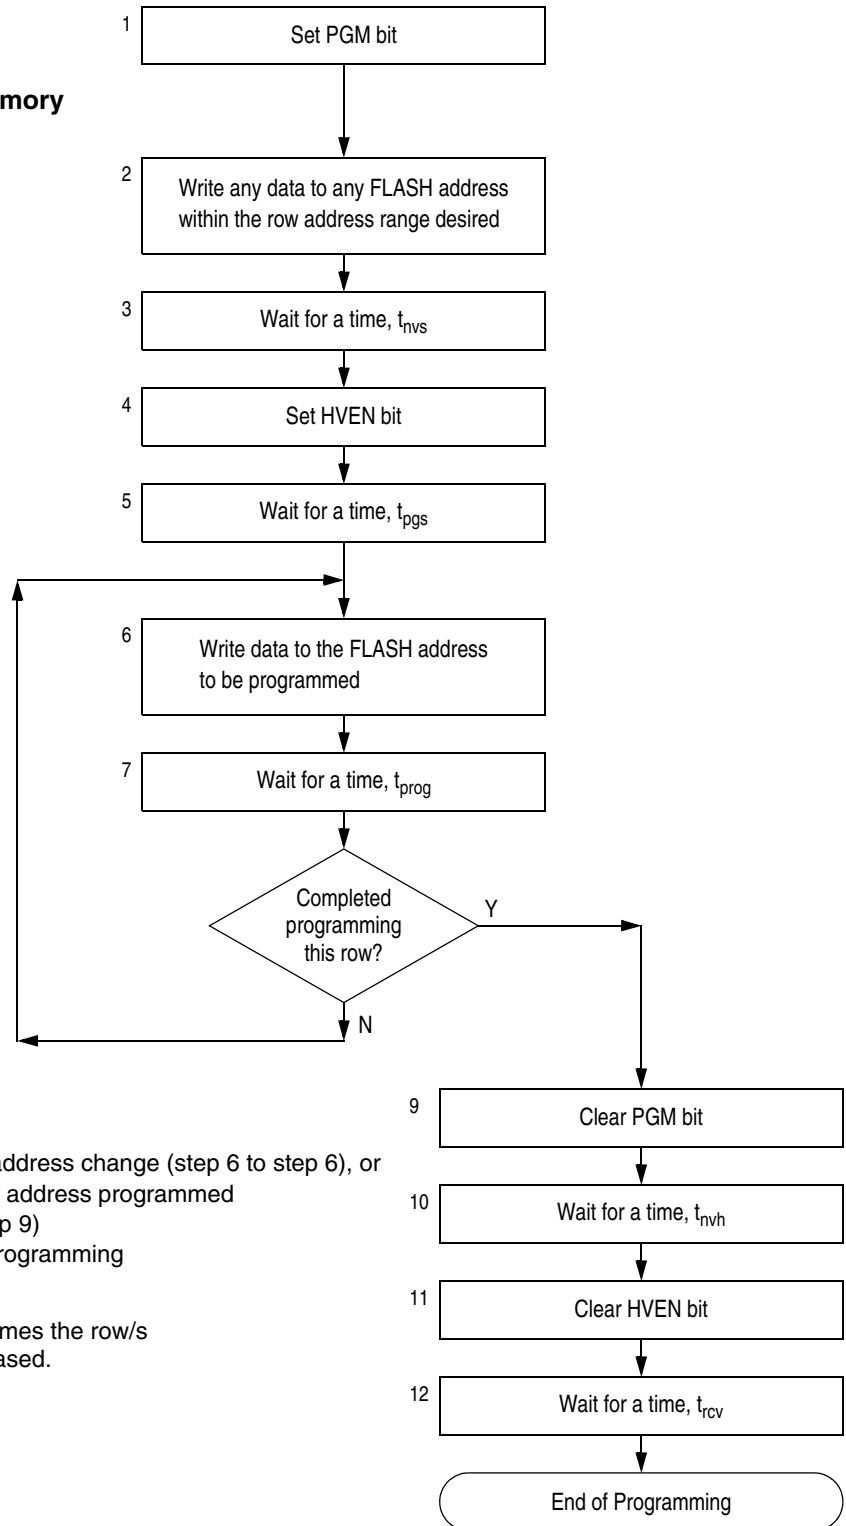 1
Set PGM bit
mory
2
Write any data to any FLASH address
within the row address range desired
3
Wait for a time, tnvs
4
Set HVEN bit
5
Wait for a time, tpgs
6
Write data to the FLASH address
to be programmed
7
Wait for a time, tprog
Completed
programming
this row?
Y
N
9
Clear PGM bit
address change (step 6 to step 6), or
address programmed
p 9)
rogramming
10
Wait for a time, tnvh
11
Clear HVEN bit
mes the row/s
ased.
12
Wait for a time, trcv
End of Programming